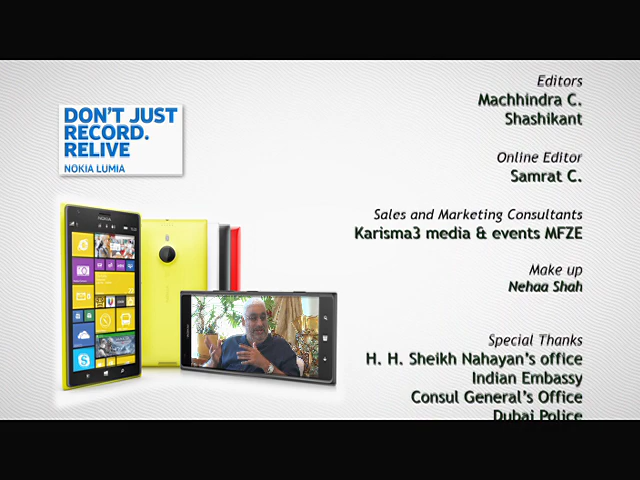 DON'T JUST
RECORD.
RELIVE
NOKIA LUMIA
NOKIA
Editors
Machhindra C.
Shashikant
Online Editor
Samrat C.
Sales and Marketing Consultants
Karisma3 media & events MFZE
Make up
Nehaa Shah
Special Thanks
H. H. Sheikh Nahayan's office
Indian Embassy
Consul General's Office
Dubai Police